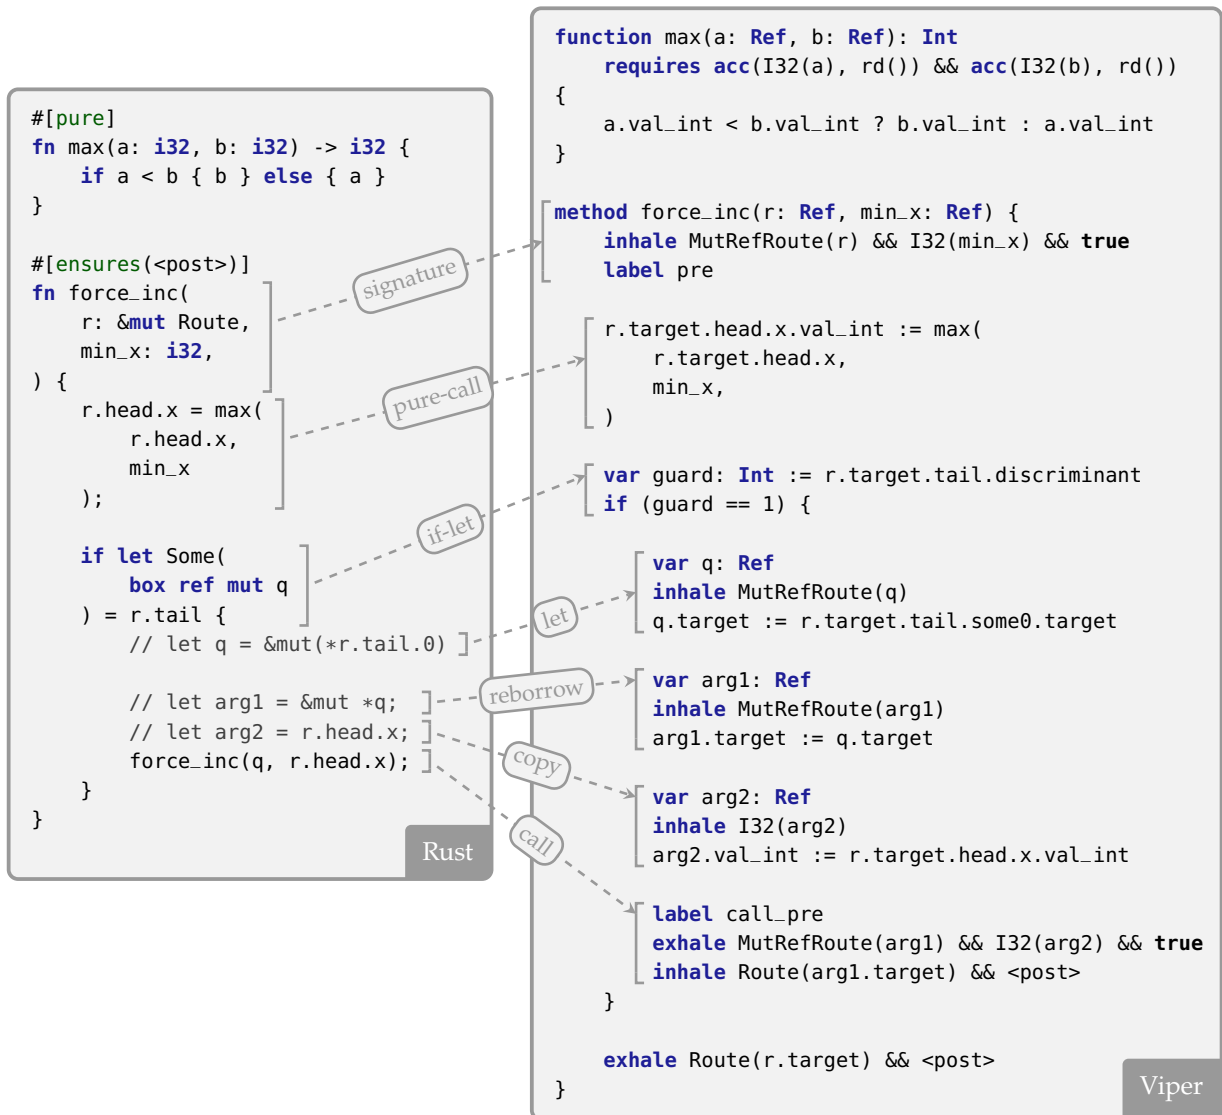 #[pure]
fn max(a: i32, b: i32) -> i32 {
    if a < b { b } else { a }
}

#[ensures(<post>)]
fn force_inc(
    r: &mut Route,
    min_x: i32,
) {
    r.head.x = max(
        r.head.x,
        min_x
    );

    if let Some(
        box ref mut q
    ) = r.tail {
        // let q = &mut(*r.tail.0)

        // let arg1 = &mut *q;
        // let arg2 = r.head.x;
        force_inc(q, r.head.x);
    }
}
Rust
signature
pure-call
if-let
let
reborrow
copy
call
function max(a: Ref, b: Ref): Int
    requires acc(I32(a), rd()) && acc(I32(b), rd())
{
    a.val_int < b.val_int ? b.val_int : a.val_int
}

method force_inc(r: Ref, min_x: Ref) {
    inhale MutRefRoute(r) && I32(min_x) && true
    label pre

    r.target.head.x.val_int := max(
        r.target.head.x,
        min_x,
    )

    var guard: Int := r.target.tail.discriminant
    if (guard == 1) {

        var q: Ref
        inhale MutRefRoute(q)
        q.target := r.target.tail.some0.target

        var arg1: Ref
        inhale MutRefRoute(arg1)
        arg1.target := q.target

        var arg2: Ref
        inhale I32(arg2)
        arg2.val_int := r.target.head.x.val_int

        label call_pre
        exhale MutRefRoute(arg1) && I32(arg2) && true
        inhale Route(arg1.target) && <post>
    }

    exhale Route(r.target) && <post>
}
Viper